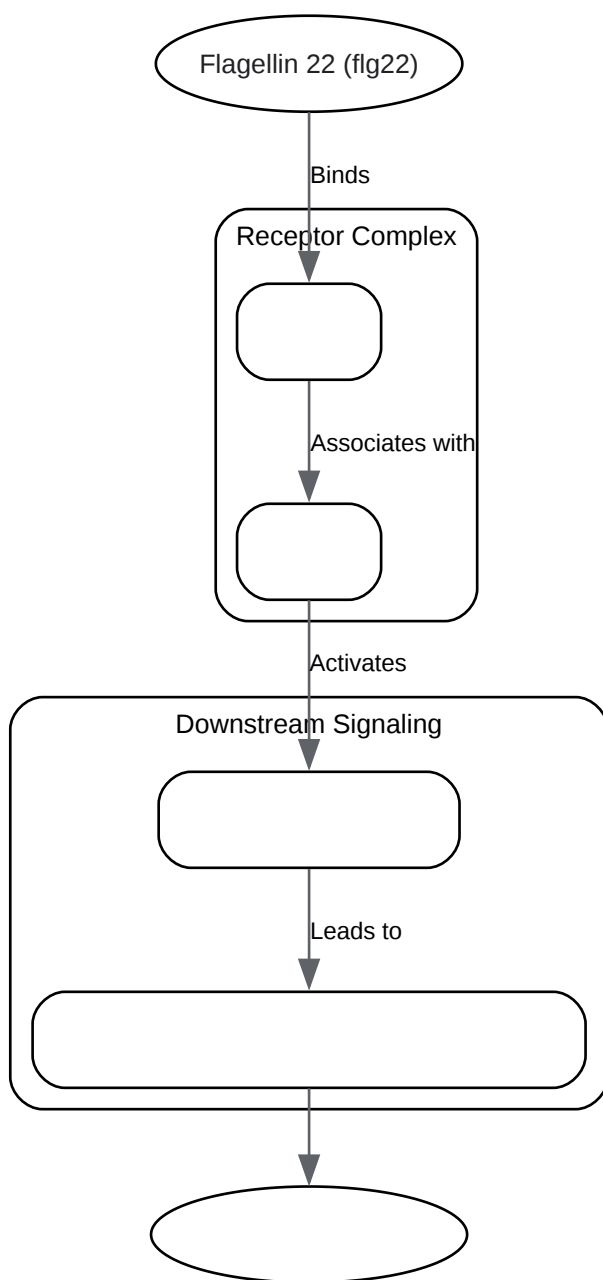 Flagellin 22 (flg22)
Binds
Receptor Complex
Associates with
Activates
Downstream Signaling
Leads to